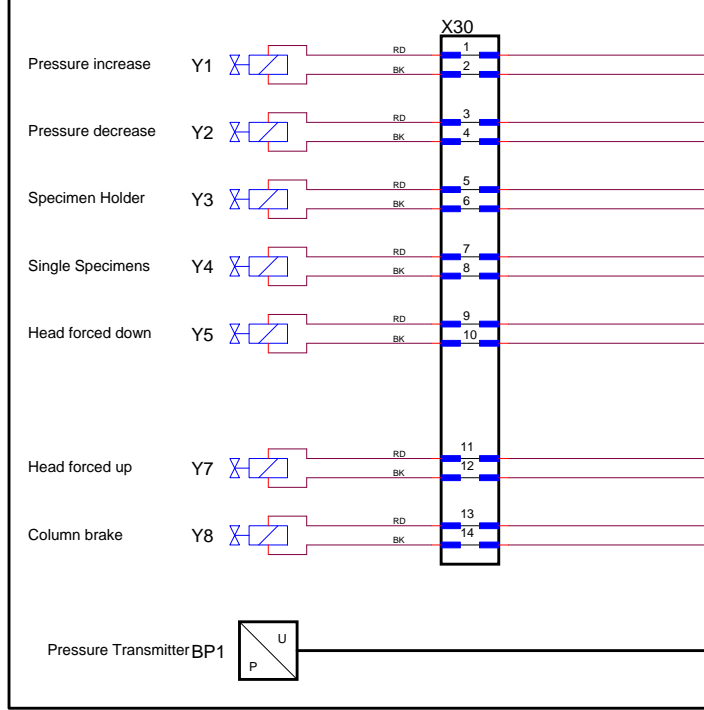 X30
RD 1
Pressure increase Y1
BK 2
RD 3
Pressure decrease Y2
BK 4
RD 5
Specimen Holder Y3
BK 6
RD 7
Single Specimens Y4
BK 8
RD 9
Head forced down Y5
BK 10
RD 11
Head forced up Y7
BK 12
RD 13
Column brake Y8
BK 14
U
Pressure Transmitter BP1
P